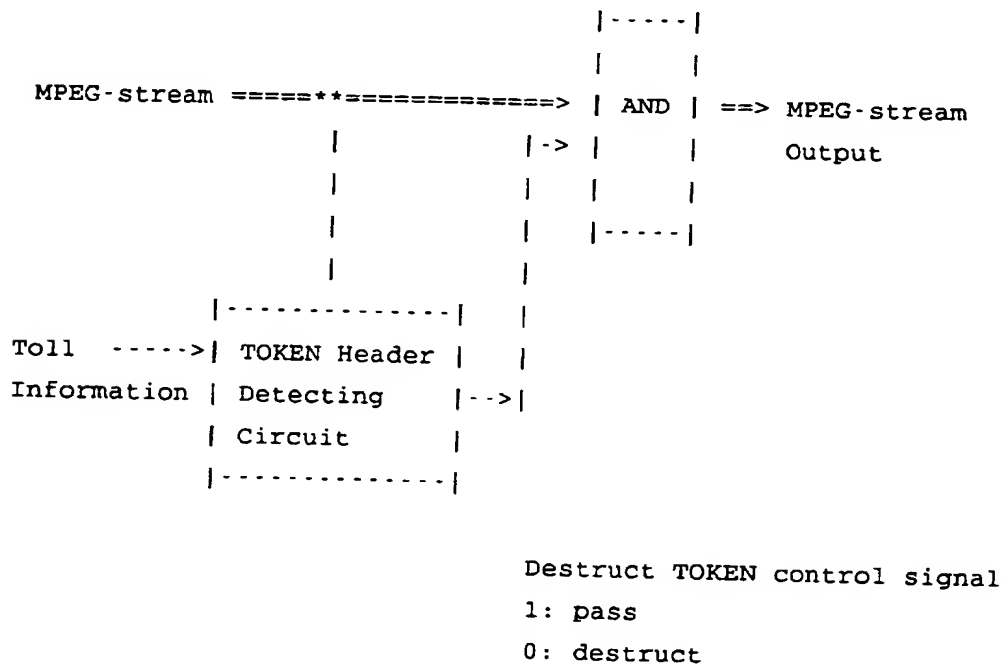 |-----|
|     |
MPEG-stream =====**=============> | AND | ==> MPEG-stream
| |-> | | Output
| | | |
| | |-----|
| |
|--------------| |
Toll ----->| TOKEN Header | |
Information | Detecting |-->|
| Circuit |
|--------------|
Destruct TOKEN control signal
1: pass
0: destruct